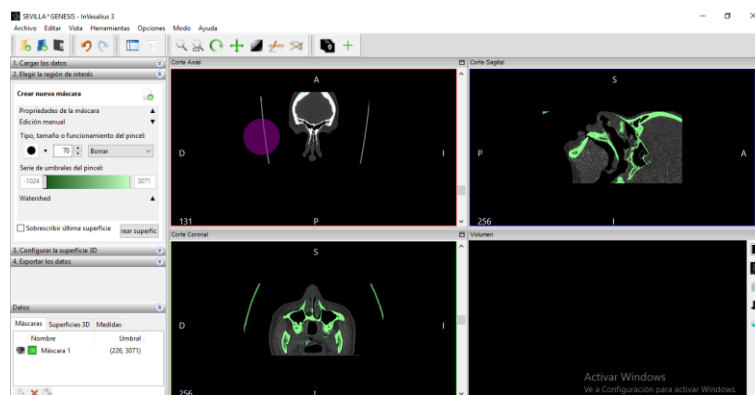 SEVILLA^GENESIS - InVesalius 3
Archivo Editar Vista Herramientas Opciones Modo Ayuda
1. Cargar los datos
2. Elegir la región de interés
Crear nueva máscara
Propriedades de la máscara
Edición manual
Tipo, tamaño o funcionamiento del pincel:
70 Borrar
Serie de umbrales del pincel:
-1024 3071
Watershed
Sobrescribir última superficie rear superfic
3. Configurar la superficie 3D
4. Exportar los datos
Datos
Máscaras Superficies 3D Medidas
Nombre Umbral
Máscara 1 (226, 3071)
Corte Axial
A
D I
131 P
Corte Sagital
S
P A
256 I
Corte Coronal
S
D I
256 I
Volumen
Activar Windows
Ve a Configuración para activar Windows.